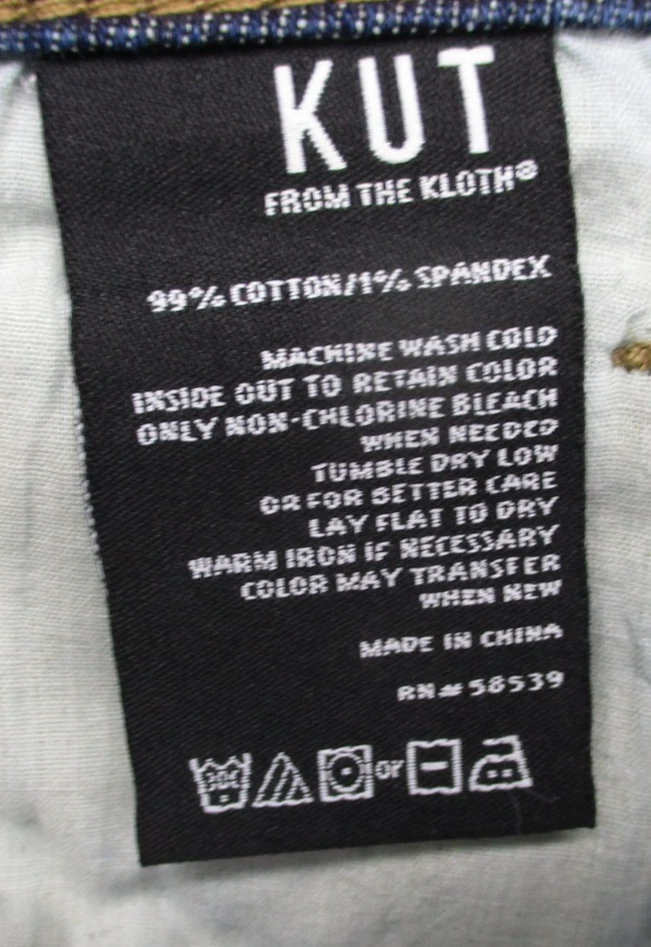 KUT
FROM THE KLOTH®
99% COTTON/1% SPANDEX
MACHINE WASH COLD
INSIDE OUT TO RETAIN COLOR
ONLY NON-CHLORINE BLEACH
WHEN NEEDED
TUMBLE DRY LOW
OR FOR BETTER CARE
LAY FLAT TO DRY
WARM IRON IF NECESSARY
COLOR MAY TRANSFER
WHEN NEW
MADE IN CHINA
RN# 58539
30C or